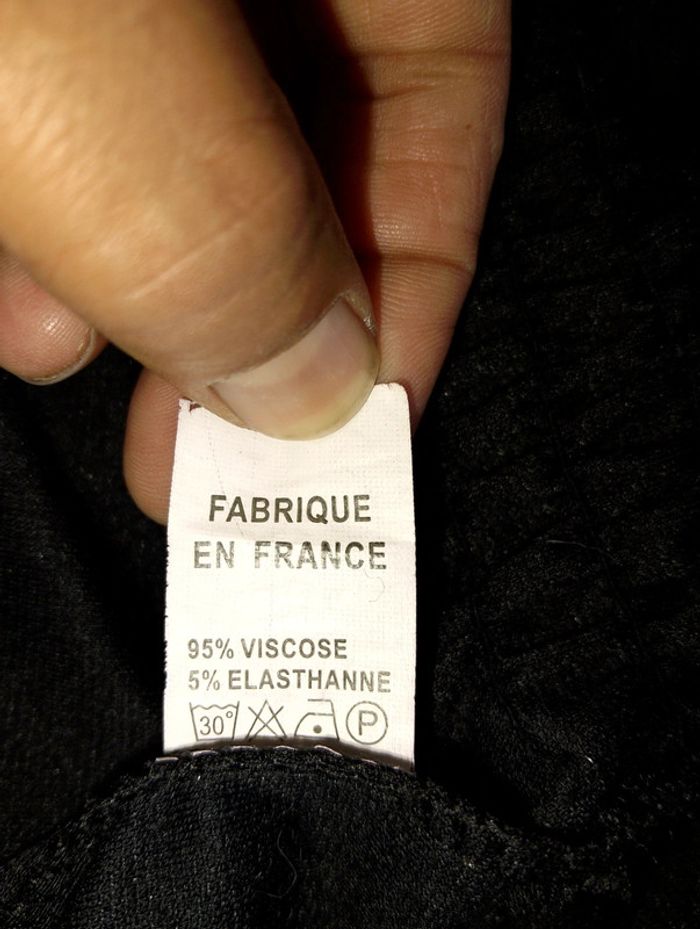 FABRIQUE
EN FRANCE
95% VISCOSE
5% ELASTHANNE
30° P